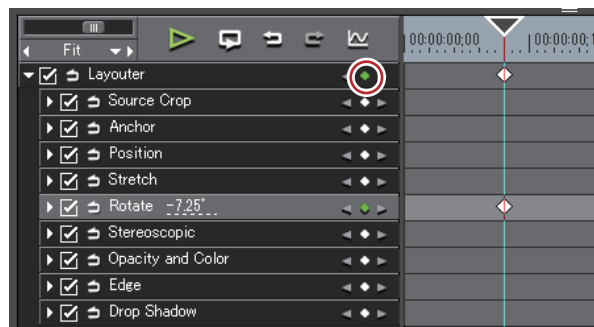 00:00:00;00 00:00:00;1
Fit
Layouter
Source Crop
Anchor
Position
Stretch
Rotate -7.25°
Stereoscopic
Opacity and Color
Edge
Drop Shadow